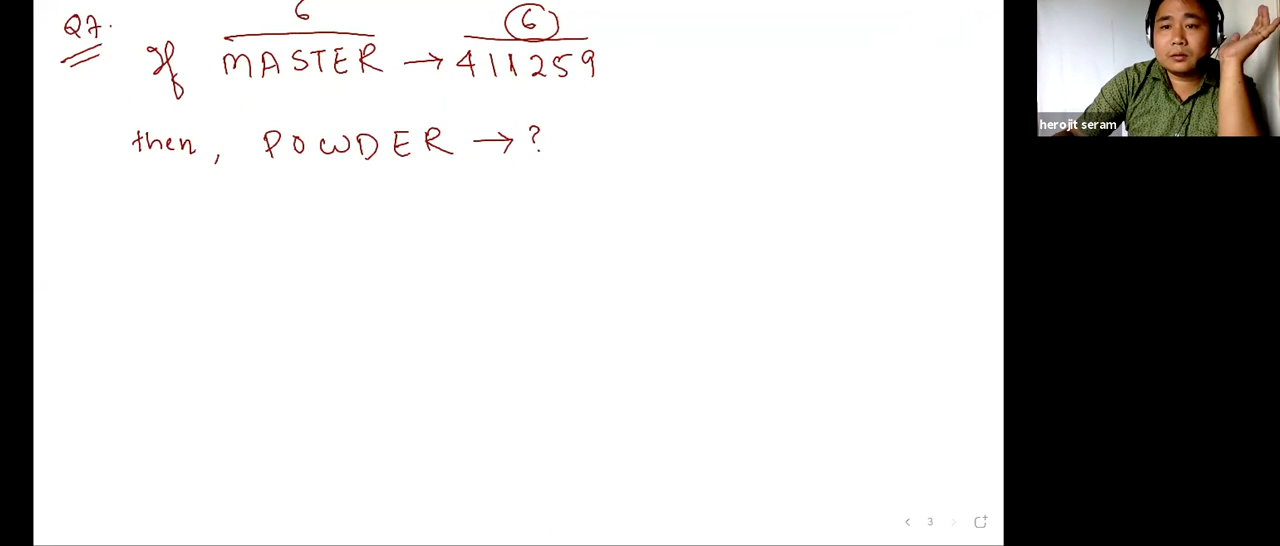 6 6
Q7. If MASTER → 411259
then, POWDER → ?
herojit seram
< 3 >